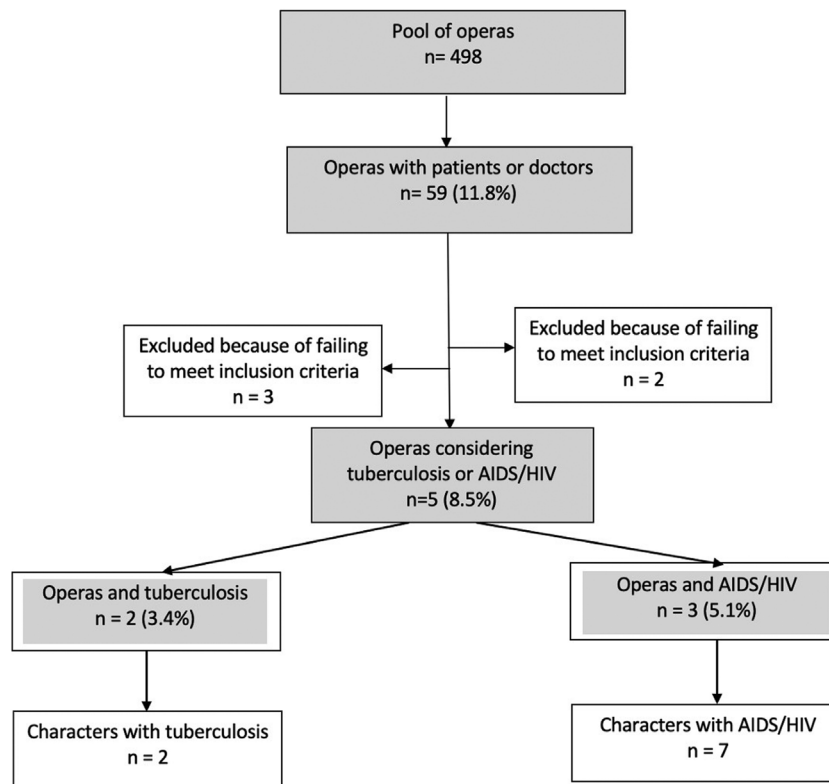 Pool of operas
n= 498
Operas with patients or doctors
n= 59 (11.8%)
Excluded because of failing
to meet inclusion criteria
n = 3
Excluded because of failing
to meet inclusion criteria
n = 2
Operas considering
tuberculosis or AIDS/HIV
n=5 (8.5%)
Operas and tuberculosis
n = 2 (3.4%)
Operas and AIDS/HIV
n = 3 (5.1%)
Characters with tuberculosis
n = 2
Characters with AIDS/HIV
n = 7